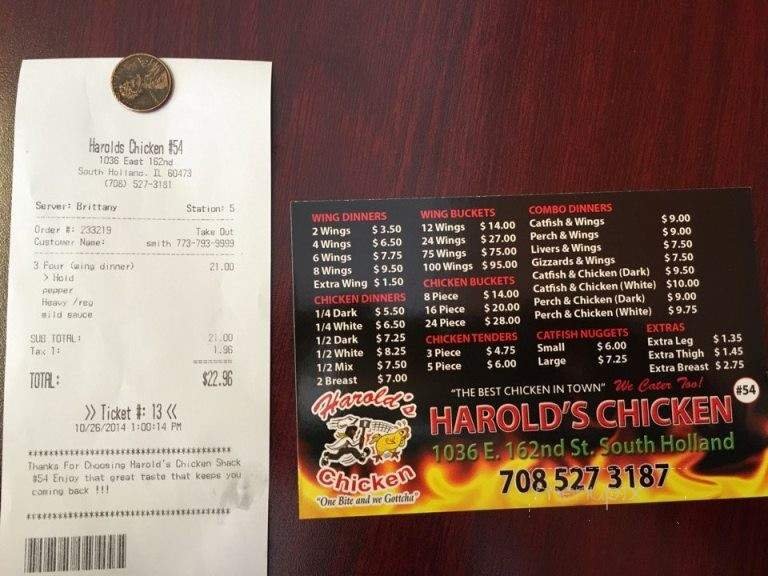 Harolds Chicken #54
1036 East 162nd
South Holland, IL 60473
(708) 527-3181
Server: Brittany Station: 5
Order #: 233219 Take Out
Customer Name: smith 773-793-9999
3 Four (wing dinner) 21.00
> Hold
pepper
Heavy /reg
mild sauce
SUB TOTAL: 21.00
Tax 1: 1.96
=========
TOTAL: $22.96
>> Ticket #: 13 <<
10/26/2014 1:00:14 PM
Thanks For Choosing Harold's Chicken Shack
#54 Enjoy that great taste that keeps you
coming back !!!
WING DINNERS
2 Wings $ 3.50
4 Wings $ 6.50
6 Wings $ 7.75
8 Wings $ 9.50
Extra Wing $ 1.50
CHICKEN DINNERS
1/4 Dark $ 5.50
1/4 White $ 6.50
1/2 Dark $ 7.25
1/2 White $ 8.25
1/2 Mix $ 7.50
2 Breast $ 7.00
WING BUCKETS
12 Wings $ 14.00
24 Wings $ 27.00
75 Wings $ 75.00
100 Wings $ 95.00
CHICKEN BUCKETS
8 Piece $ 14.00
16 Piece $ 20.00
24 Piece $ 28.00
CHICKEN TENDERS
3 Piece $ 4.75
5 Piece $ 6.00
COMBO DINNERS
Catfish & Wings $ 9.00
Perch & Wings $ 9.00
Livers & Wings $ 7.50
Gizzards & Wings $ 7.50
Catfish & Chicken (Dark) $ 9.50
Catfish & Chicken (White) $10.00
Perch & Chicken (Dark) $ 9.00
Perch & Chicken (White) $ 9.75
CATFISH NUGGETS
Small $ 6.00
Large $ 7.25
EXTRAS
Extra Leg $ 1.35
Extra Thigh $ 1.45
Extra Breast $ 2.75
"THE BEST CHICKEN IN TOWN" We Cater Too!
#54
Harold's
Chicken
"One Bite and we Gottcha"
HAROLD'S CHICKEN
1036 E. 162nd St. South Holland
708 527 3187